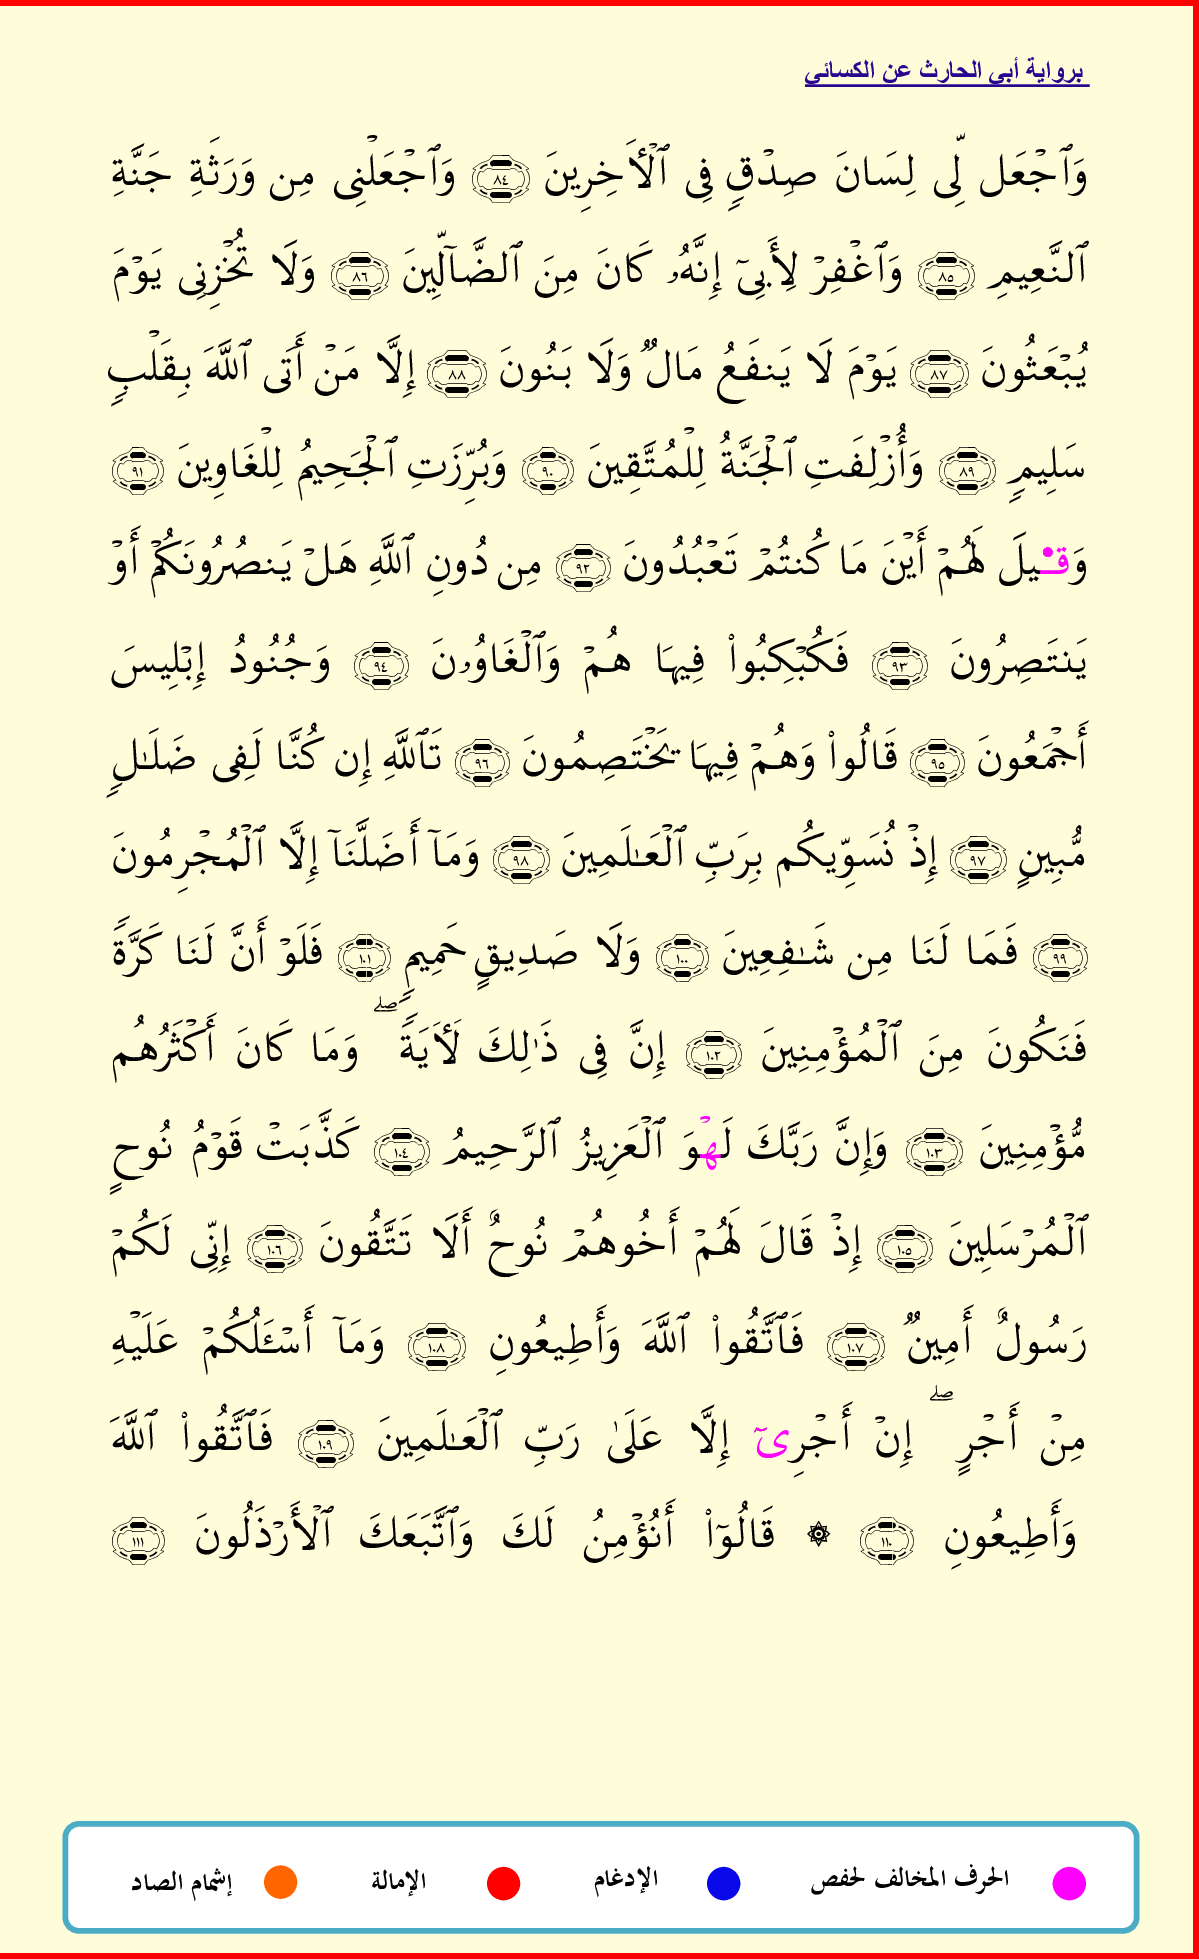 برواية أبي الحارث عن الكسائي
وَٱجْعَل لِّى لِسَانَ صِدْقٍ فِى ٱلْأَخِرِينَ ٨٤ وَٱجْعَلْنِى مِن وَرَثَةِ جَنَّةِ
ٱلنَّعِيمِ ٨٥ وَٱغْفِرْ لِأَبِىٓ إِنَّهُۥ كَانَ مِنَ ٱلضَّآلِّينَ ٨٦ وَلَا تُخْزِنِى يَوْمَ
يُبْعَثُونَ ٨٧ يَوْمَ لَا يَنفَعُ مَالٌ وَلَا بَنُونَ ٨٨ إِلَّا مَنْ أَتَى ٱللَّهَ بِقَلْبٍ
سَلِيمٍ ٨٩ وَأُزْلِفَتِ ٱلْجَنَّةُ لِلْمُتَّقِينَ ٩٠ وَبُرِّزَتِ ٱلْجَحِيمُ لِلْغَاوِينَ ٩١
وَقِيلَ لَهُمْ أَيْنَ مَا كُنتُمْ تَعْبُدُونَ ٩٢ مِن دُونِ ٱللَّهِ هَلْ يَنصُرُونَكُمْ أَوْ
يَنتَصِرُونَ ٩٣ فَكُبْكِبُوا۟ فِيهَا هُمْ وَٱلْغَاوُۥنَ ٩٤ وَجُنُودُ إِبْلِيسَ
أَجْمَعُونَ ٩٥ قَالُوا۟ وَهُمْ فِيهَا يَخْتَصِمُونَ ٩٦ تَٱللَّهِ إِن كُنَّا لَفِى ضَلَـٰلٍ
مُّبِينٍ ٩٧ إِذْ نُسَوِّيكُم بِرَبِّ ٱلْعَـٰلَمِينَ ٩٨ وَمَآ أَضَلَّنَآ إِلَّا ٱلْمُجْرِمُونَ
٩٩ فَمَا لَنَا مِن شَـٰفِعِينَ ١٠٠ وَلَا صَدِيقٍ حَمِيمٍ ١٠١ فَلَوْ أَنَّ لَنَا كَرَّةً
فَنَكُونَ مِنَ ٱلْمُؤْمِنِينَ ١٠٢ إِنَّ فِى ذَٰلِكَ لَأَيَةً ۖ وَمَا كَانَ أَكْثَرُهُم
مُّؤْمِنِينَ ١٠٣ وَإِنَّ رَبَّكَ لَهْوَ ٱلْعَزِيزُ ٱلرَّحِيمُ ١٠٤ كَذَّبَتْ قَوْمُ نُوحٍ
ٱلْمُرْسَلِينَ ١٠٥ إِذْ قَالَ لَهُمْ أَخُوهُمْ نُوحٌ أَلَا تَتَّقُونَ ١٠٦ إِنِّى لَكُمْ
رَسُولٌ أَمِينٌ ١٠٧ فَٱتَّقُوا۟ ٱللَّهَ وَأَطِيعُونِ ١٠٨ وَمَآ أَسْـَٔلُكُمْ عَلَيْهِ
مِنْ أَجْرٍ ۖ إِنْ أَجْرِىٓ إِلَّا عَلَىٰ رَبِّ ٱلْعَـٰلَمِينَ ١٠٩ فَٱتَّقُوا۟ ٱللَّهَ
وَأَطِيعُونِ ١١٠ ۞ قَالُوٓا۟ أَنُؤْمِنُ لَكَ وَٱتَّبَعَكَ ٱلْأَرْذَلُونَ ١١١
الحرف المخالف لحفص الإدغام الإمالة إشمام الصاد